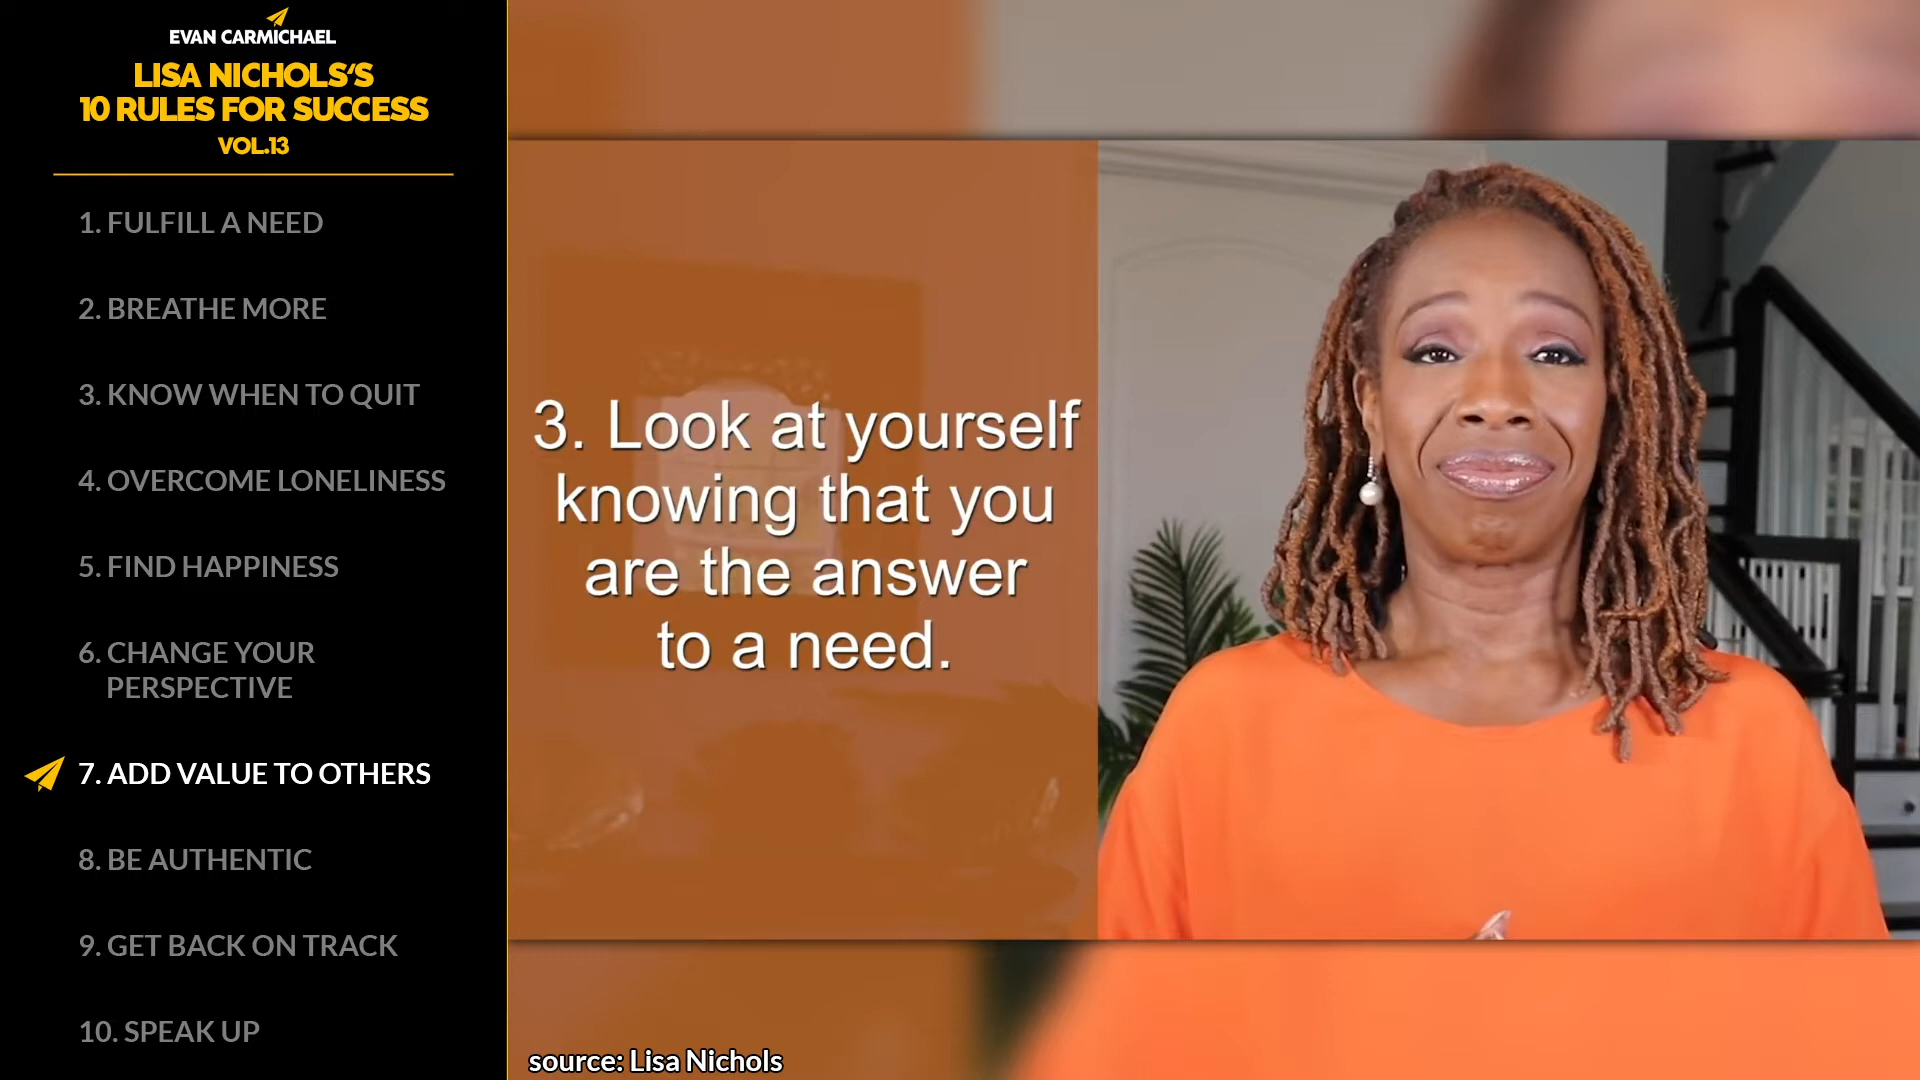 EVAN CARMICHAEL
LISA NICHOLS'S
10 RULES FOR SUCCESS
VOL.13
1. FULFILL A NEED
2. BREATHE MORE
3. KNOW WHEN TO QUIT
4. OVERCOME LONELINESS
5. FIND HAPPINESS
6. CHANGE YOUR
PERSPECTIVE
7. ADD VALUE TO OTHERS
8. BE AUTHENTIC
9. GET BACK ON TRACK
10. SPEAK UP
3. Look at yourself
knowing that you
are the answer
to a need.
source: Lisa Nichols